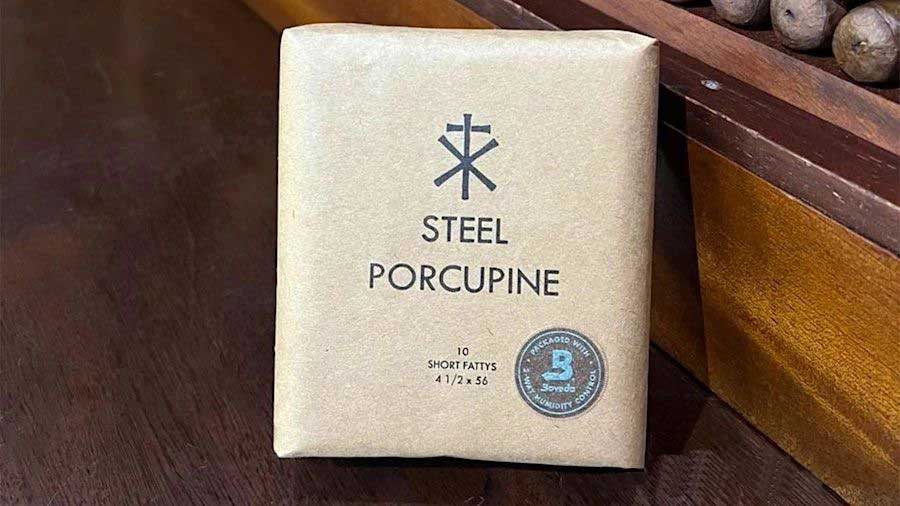 STEEL
PORCUPINE
10
SHORT FATTYS
4 1/2 x 56
PACKAGED WITH
B
Boveda
2-WAY HUMIDITY CONTROL